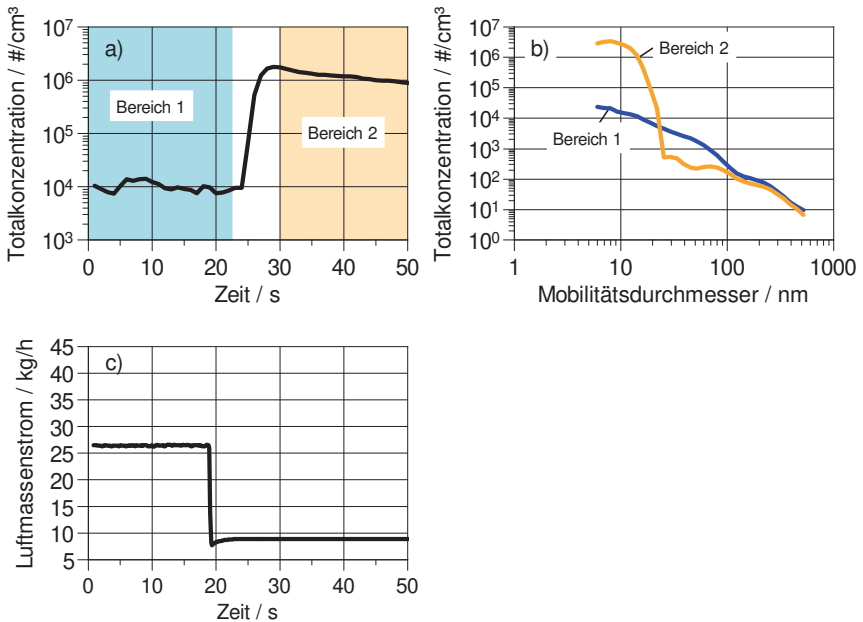 a)
Totalkonzentration / #/cm³
10⁷
10⁶
10⁵
10⁴
10³
Bereich 1
Bereich 2
0 10 20 30 40 50
Zeit / s
b)
Totalkonzentration / #/cm³
10⁷
10⁶
10⁵
10⁴
10³
10² 
10¹
10⁰
Bereich 2
Bereich 1
1 10 100 1000
Mobilitätsdurchmesser / nm
c)
Luftmassenstrom / kg/h
45
40
35
30
25
20
15
10
5
0 10 20 30 40 50
Zeit / s